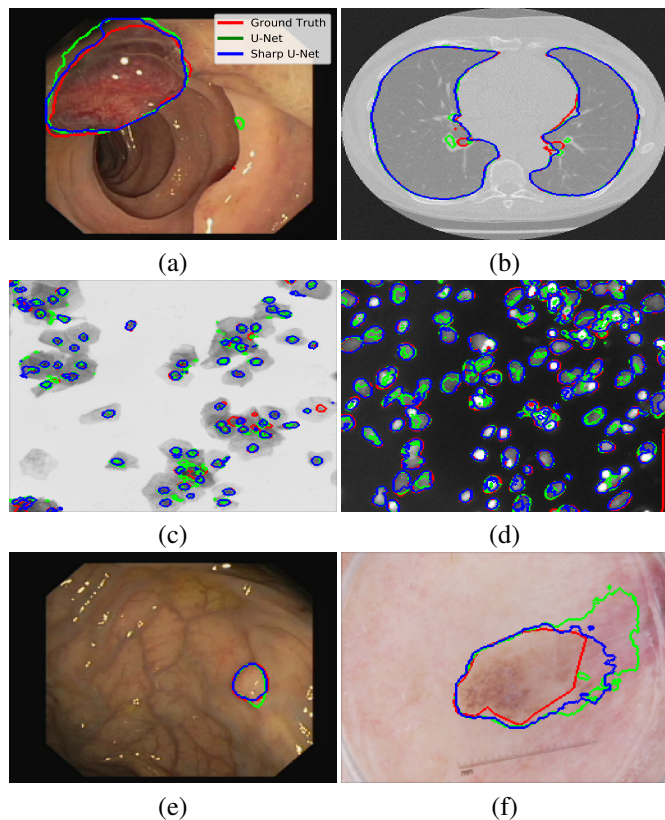 Ground Truth
U-Net
Sharp U-Net
(a)
(b)
(c)
(d)
(e)
(f)